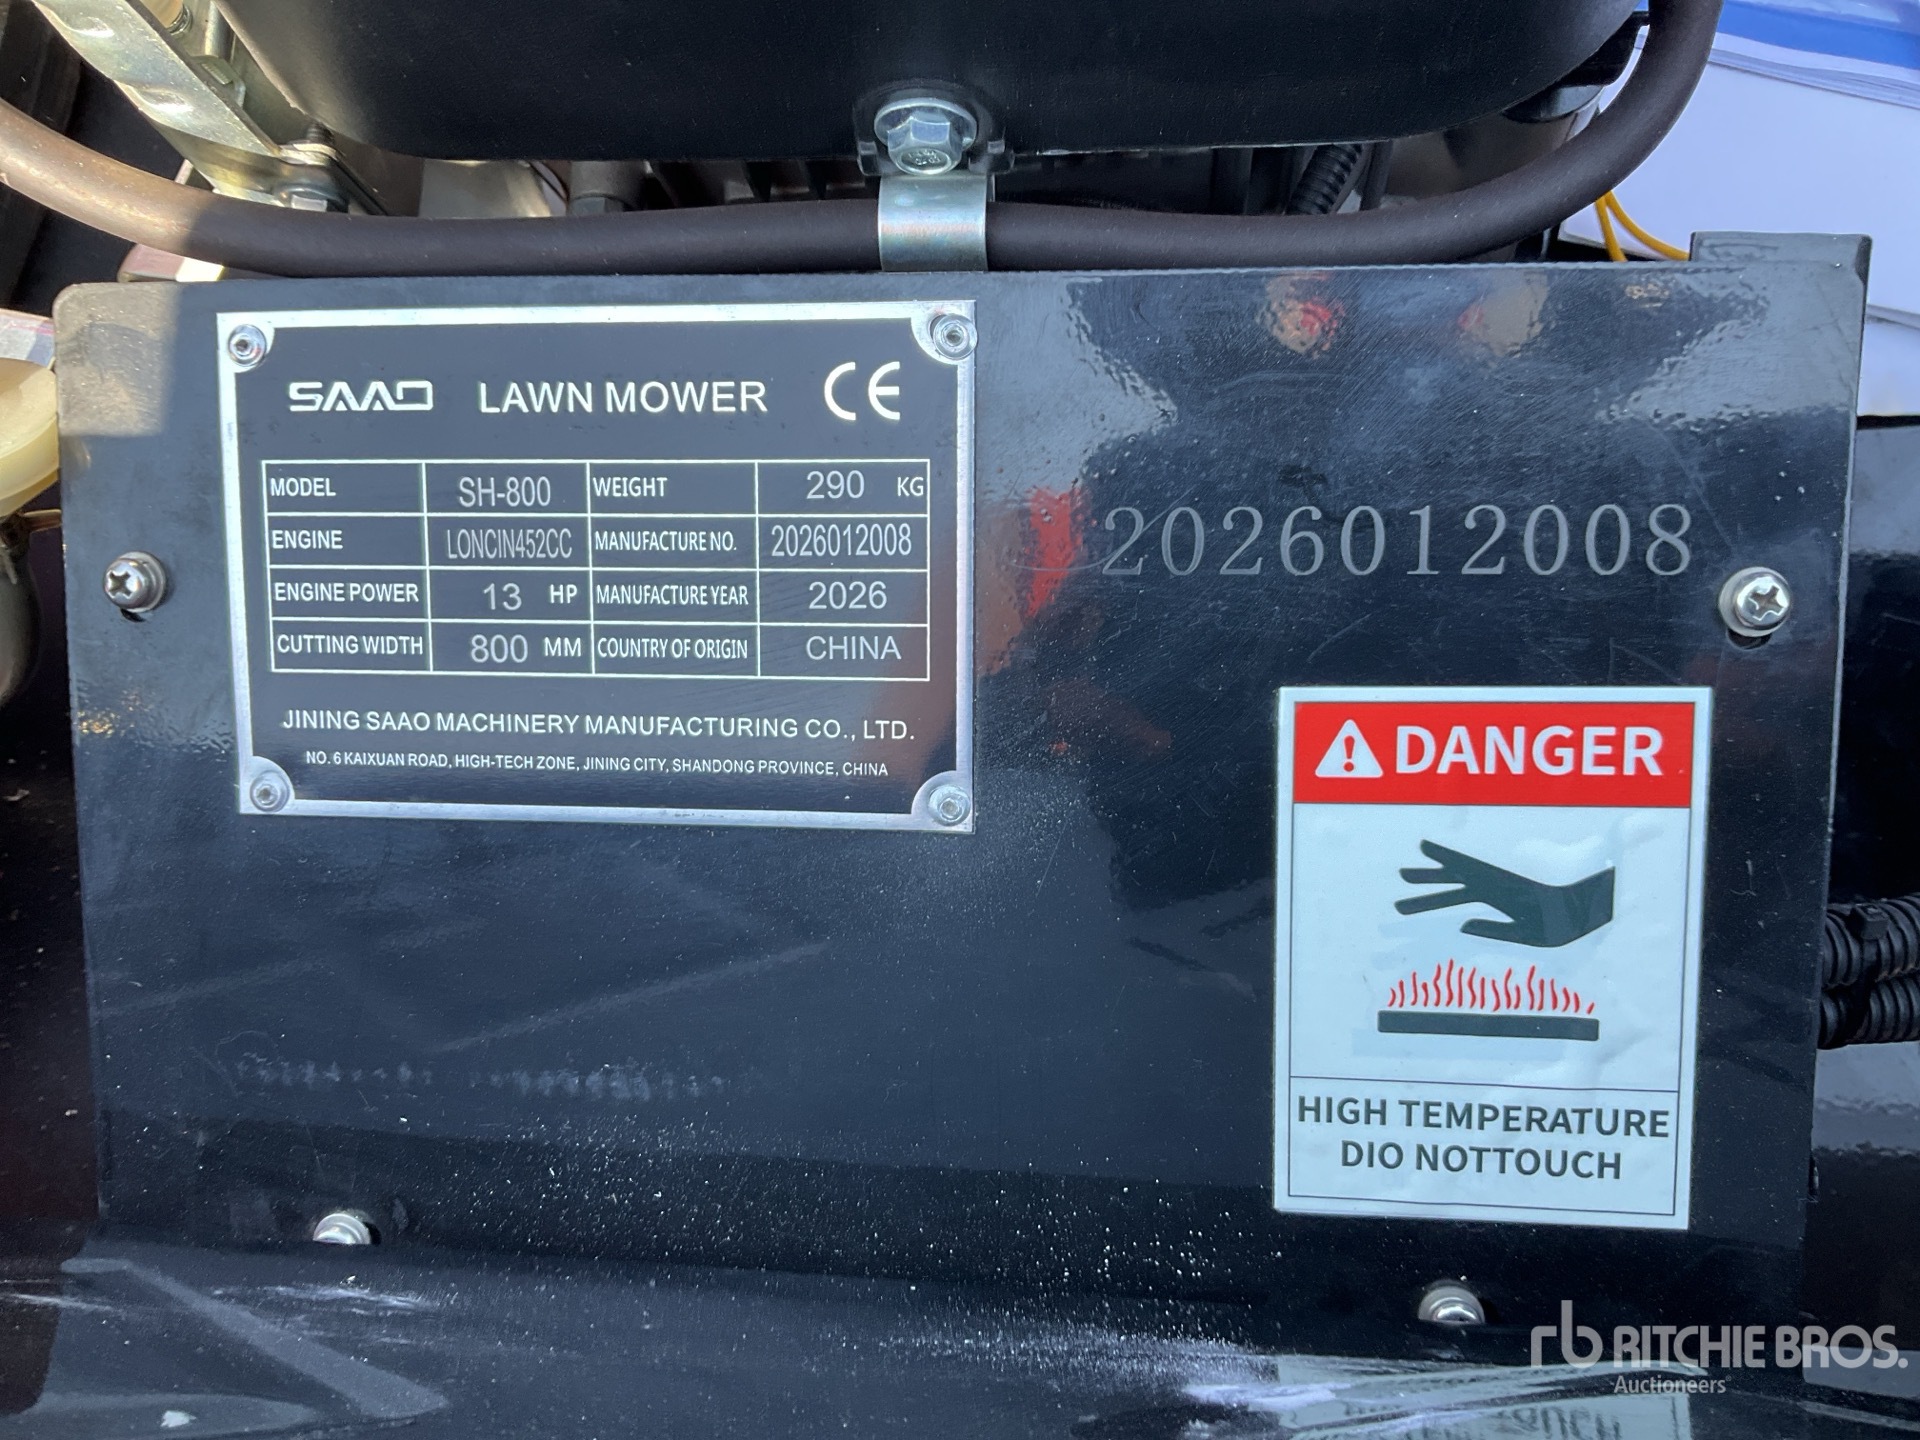 SAAO LAWN MOWER CE
MODEL SH-800 WEIGHT 290 KG
ENGINE LONCIN452CC MANUFACTURE NO. 2026012008
ENGINE POWER 13 HP MANUFACTURE YEAR 2026
CUTTING WIDTH 800 MM COUNTRY OF ORIGIN CHINA
JINING SAAO MACHINERY MANUFACTURING CO., LTD.
NO. 6 KAIXUAN ROAD, HIGH-TECH ZONE, JINING CITY, SHANDONG PROVINCE, CHINA
2026012008
DANGER
HIGH TEMPERATURE
DIO NOTTOUCH
rb RITCHIE BROS.
Auctioneers